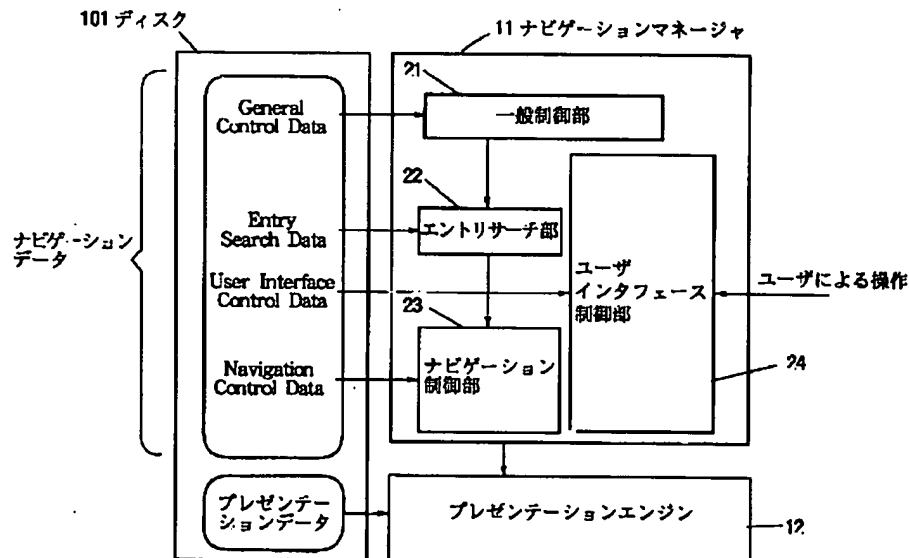 101 ディスク
11 ナビゲーションマネージャ
21
General
Control Data
一般制御部
22
Entry
Search Data
エントリサーチ部
ナビゲーション
データ
User Interface
Control Data
ユーザ
インタフェース
制御部
ユーザによる操作
23
Navigation
Control Data
ナビゲーション
制御部
24
プレゼンテー
ションデータ
プレゼンテーションエンジン
12